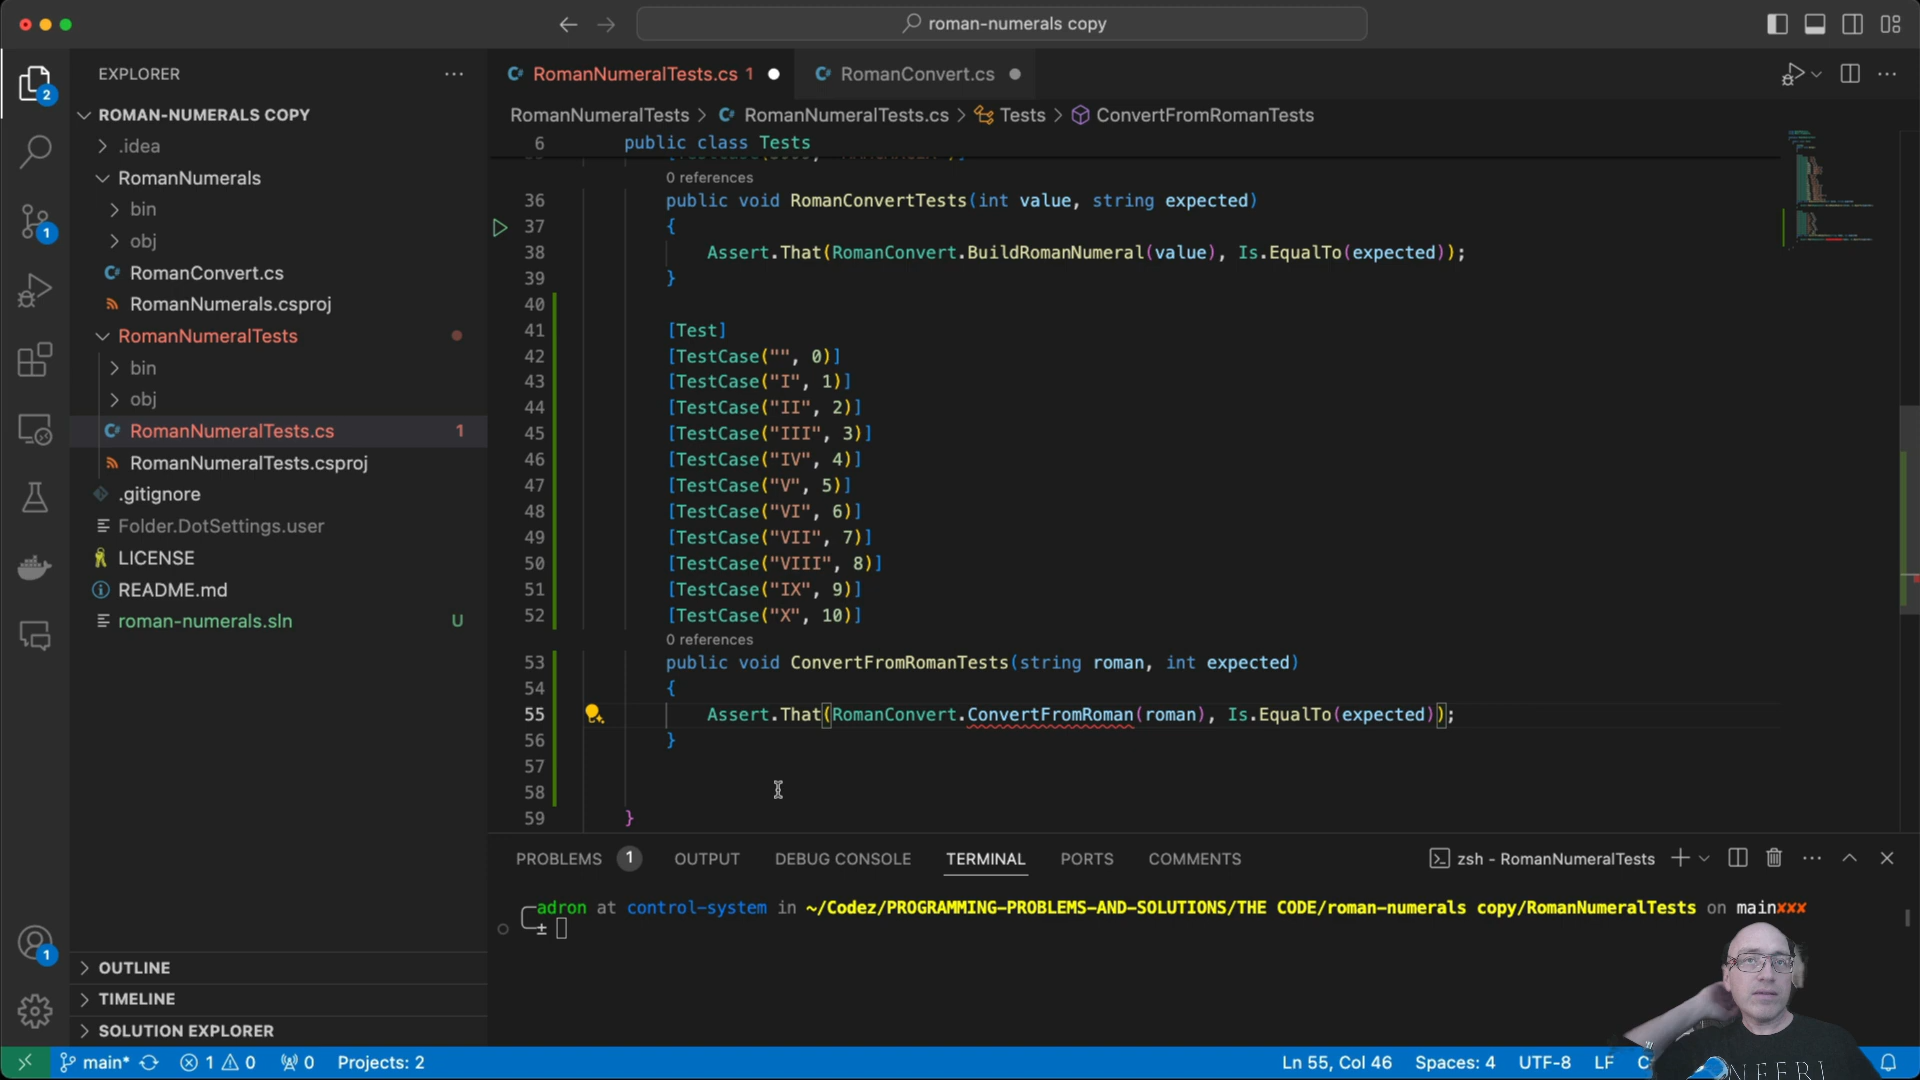 roman-numerals copy
EXPLORER
2
ROMAN-NUMERALS COPY
.idea
RomanNumerals
bin
obj
1
RomanConvert.cs
RomanNumerals.csproj
RomanNumeralTests
bin
obj
RomanNumeralTests.cs 1
RomanNumeralTests.csproj
.gitignore
Folder.DotSettings.user
LICENSE
README.md
roman-numerals.sln U
1
OUTLINE
TIMELINE
SOLUTION EXPLORER
RomanNumeralTests.cs 1 RomanConvert.cs
RomanNumeralTests > RomanNumeralTests.cs > Tests > ConvertFromRomanTests
6 public class Tests
0 references
36 public void RomanConvertTests(int value, string expected)
37 {
38 Assert.That(RomanConvert.BuildRomanNumeral(value), Is.EqualTo(expected));
39 }
40
41 [Test]
42 [TestCase("", 0)]
43 [TestCase("I", 1)]
44 [TestCase("II", 2)]
45 [TestCase("III", 3)]
46 [TestCase("IV", 4)]
47 [TestCase("V", 5)]
48 [TestCase("VI", 6)]
49 [TestCase("VII", 7)]
50 [TestCase("VIII", 8)]
51 [TestCase("IX", 9)]
52 [TestCase("X", 10)]
0 references
53 public void ConvertFromRomanTests(string roman, int expected)
54 {
55 Assert.That(RomanConvert.ConvertFromRoman(roman), Is.EqualTo(expected));
56 }
57
58
59 }
PROBLEMS 1 OUTPUT DEBUG CONSOLE TERMINAL PORTS COMMENTS zsh - RomanNumeralTests
adron at control-system in ~/Codez/PROGRAMMING-PROBLEMS-AND-SOLUTIONS/THE CODE/roman-numerals copy/RomanNumeralTests on main✘✘✘
±
main* 1 0 0 Projects: 2 Ln 55, Col 46 Spaces: 4 UTF-8 LF